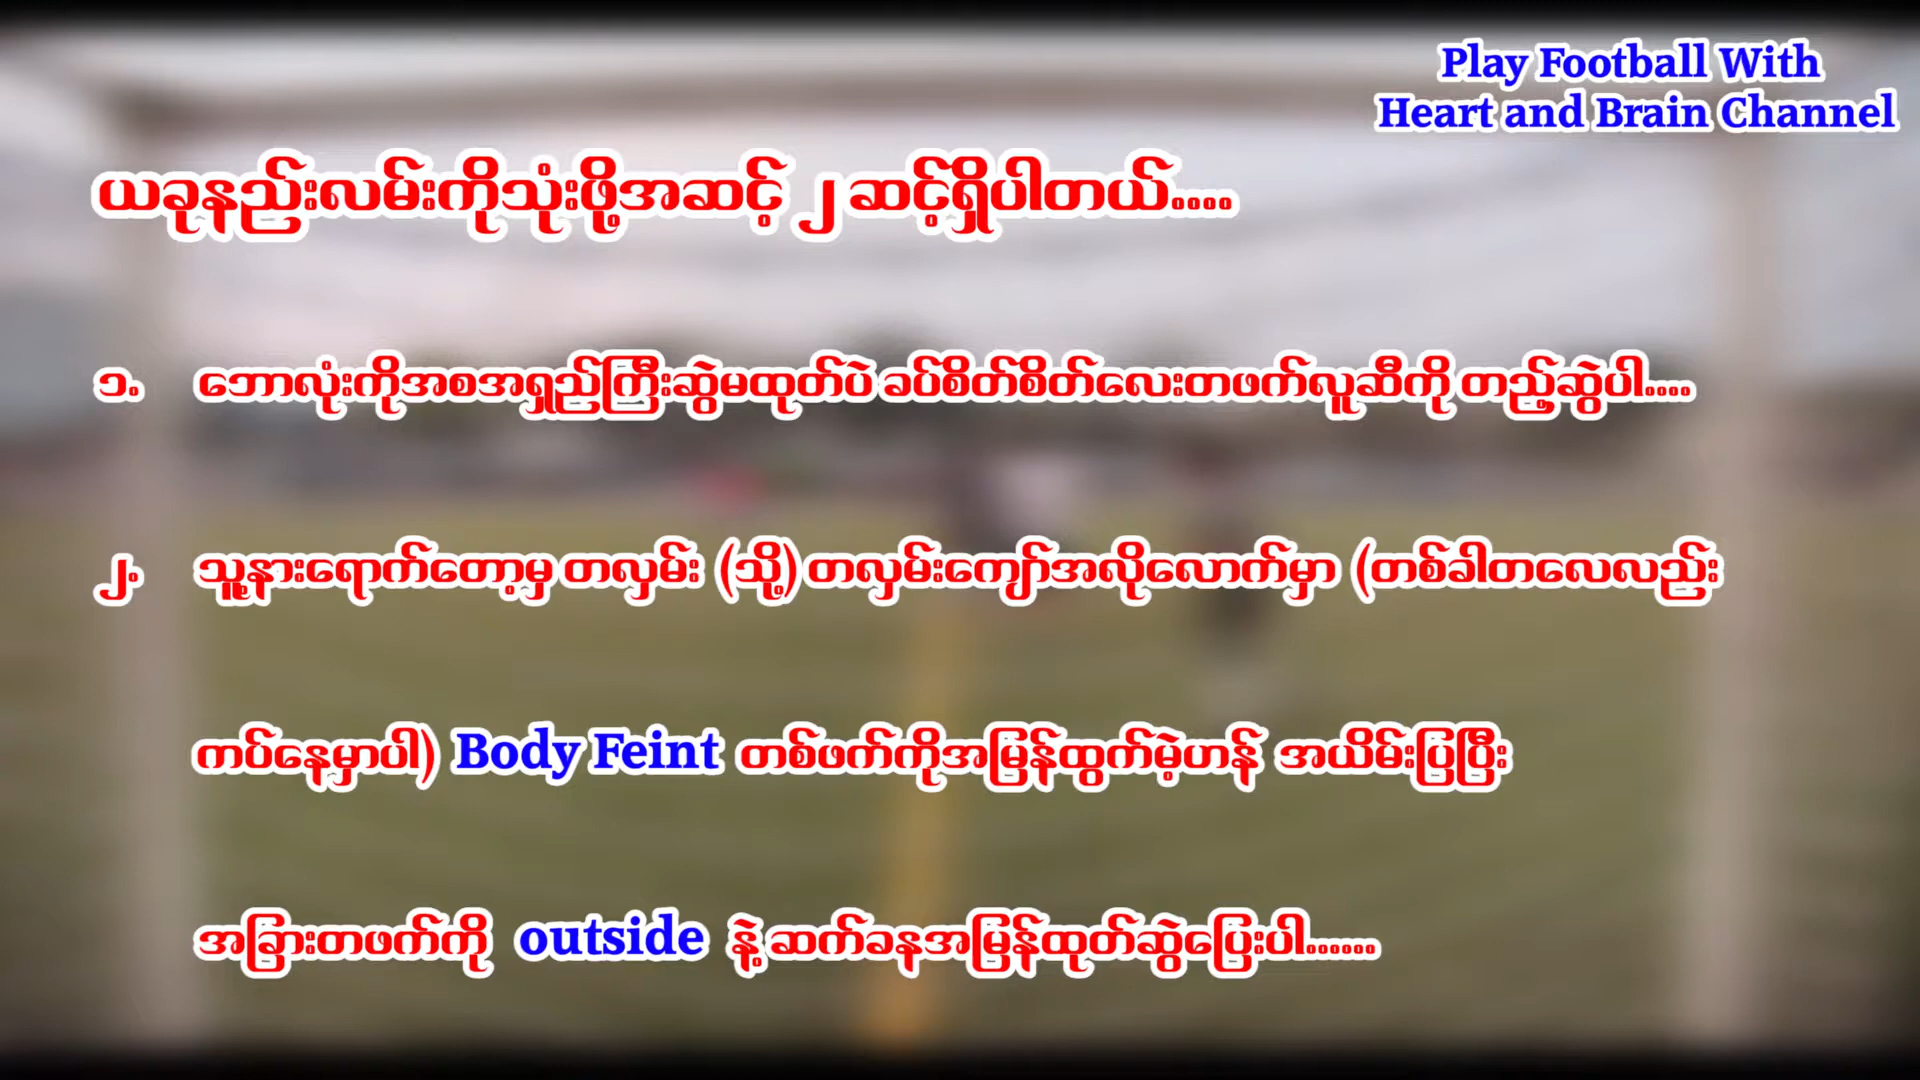 Play Football With
Heart and Brain Channel
ယခုနည်းလမ်းကိုသုံးဖို့အဆင့် ၂ ဆင့်ရှိပါတယ်....
၁. ဘောလုံးကိုအစအရှည်ကြီးဆွဲမထုတ်ပဲ ခပ်စိတ်စိတ်လေးတဖက်လူဆီကို တည့်ဆွဲပါ....
၂. သူ့နားရောက်တော့မှ တလှမ်း (သို့) တလှမ်းကျော်အလိုလောက်မှာ (တစ်ခါတလေလည်း
ကပ်နေမှာပါ) Body Feint တစ်ဖက်ကိုအမြန်ထွက်မဲ့ဟန် အယိမ်းပြပြီး
အခြားတဖက်ကို outside နဲ့ ဆက်ခနအမြန်ထုတ်ဆွဲပြေးပါ......